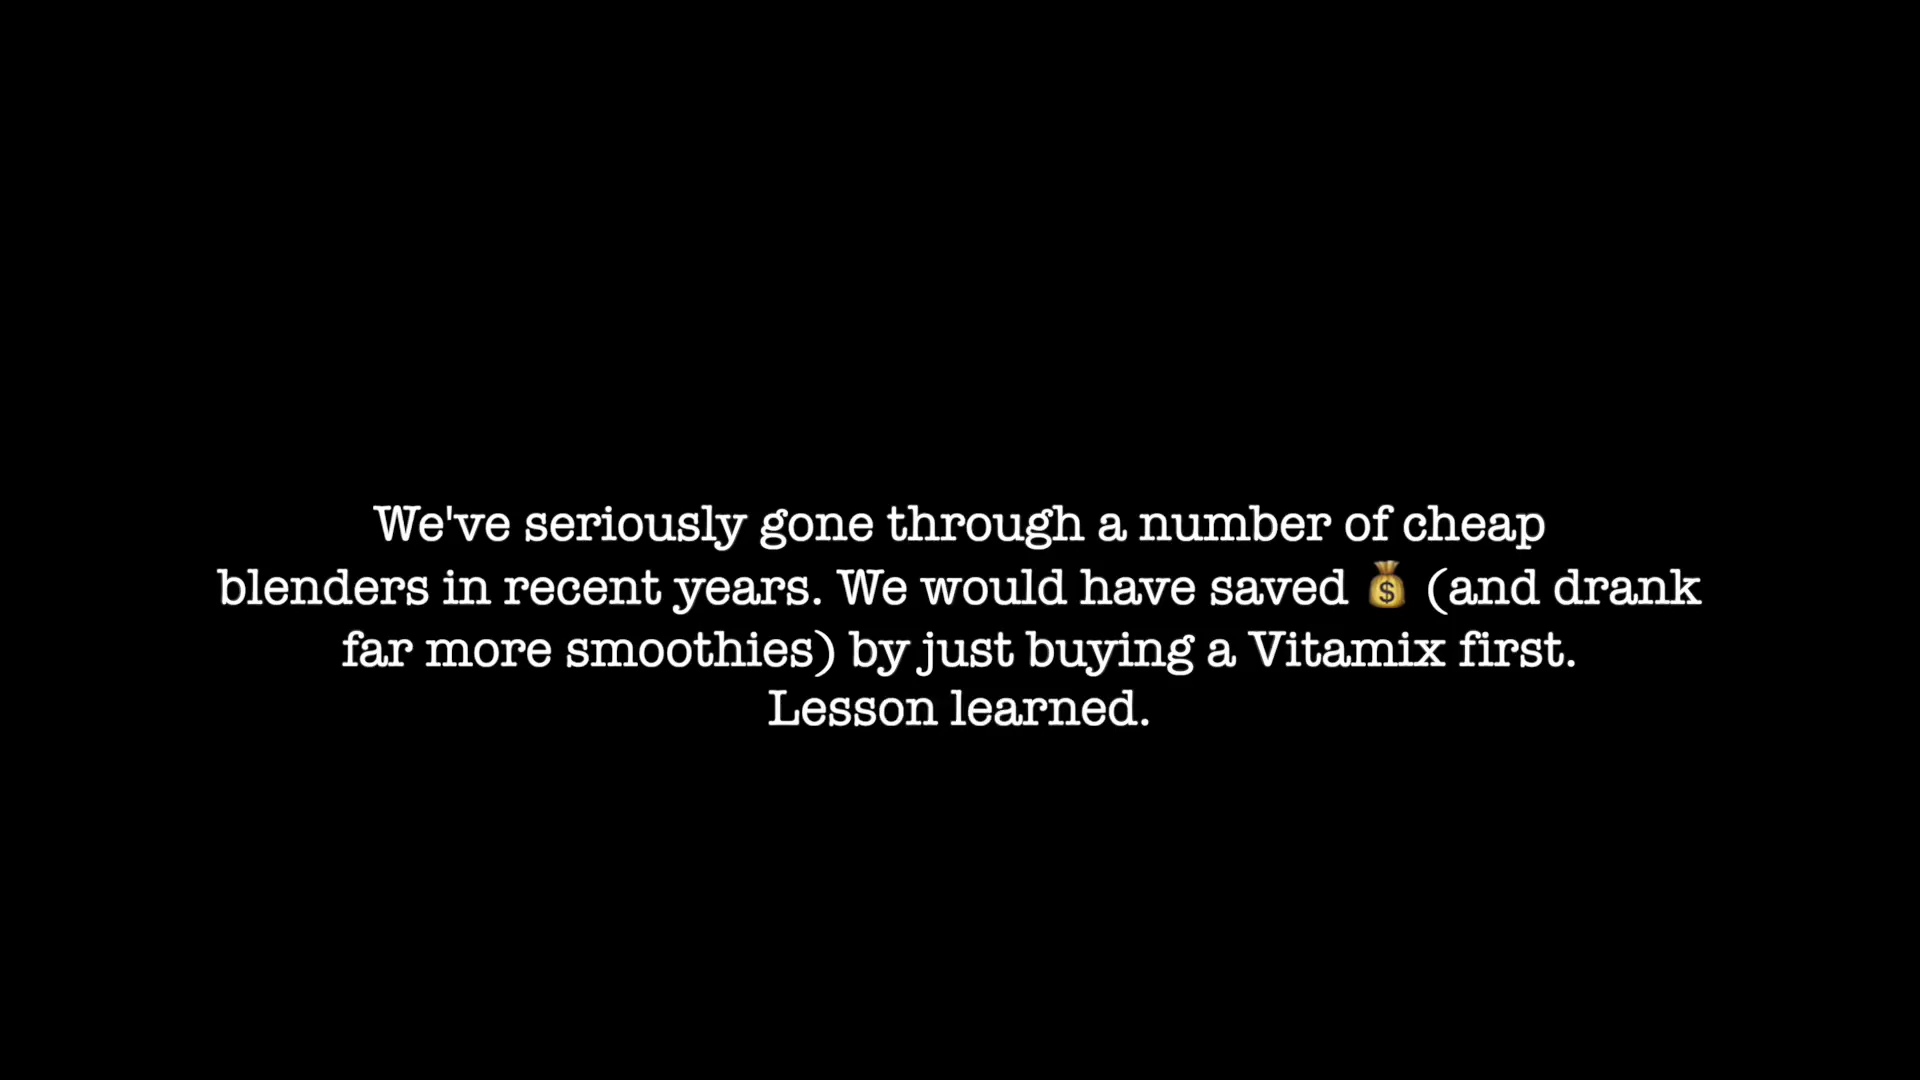 We've seriously gone through a number of cheap
blenders in recent years. We would have saved 💰 (and drank
far more smoothies) by just buying a Vitamix first.
Lesson learned.